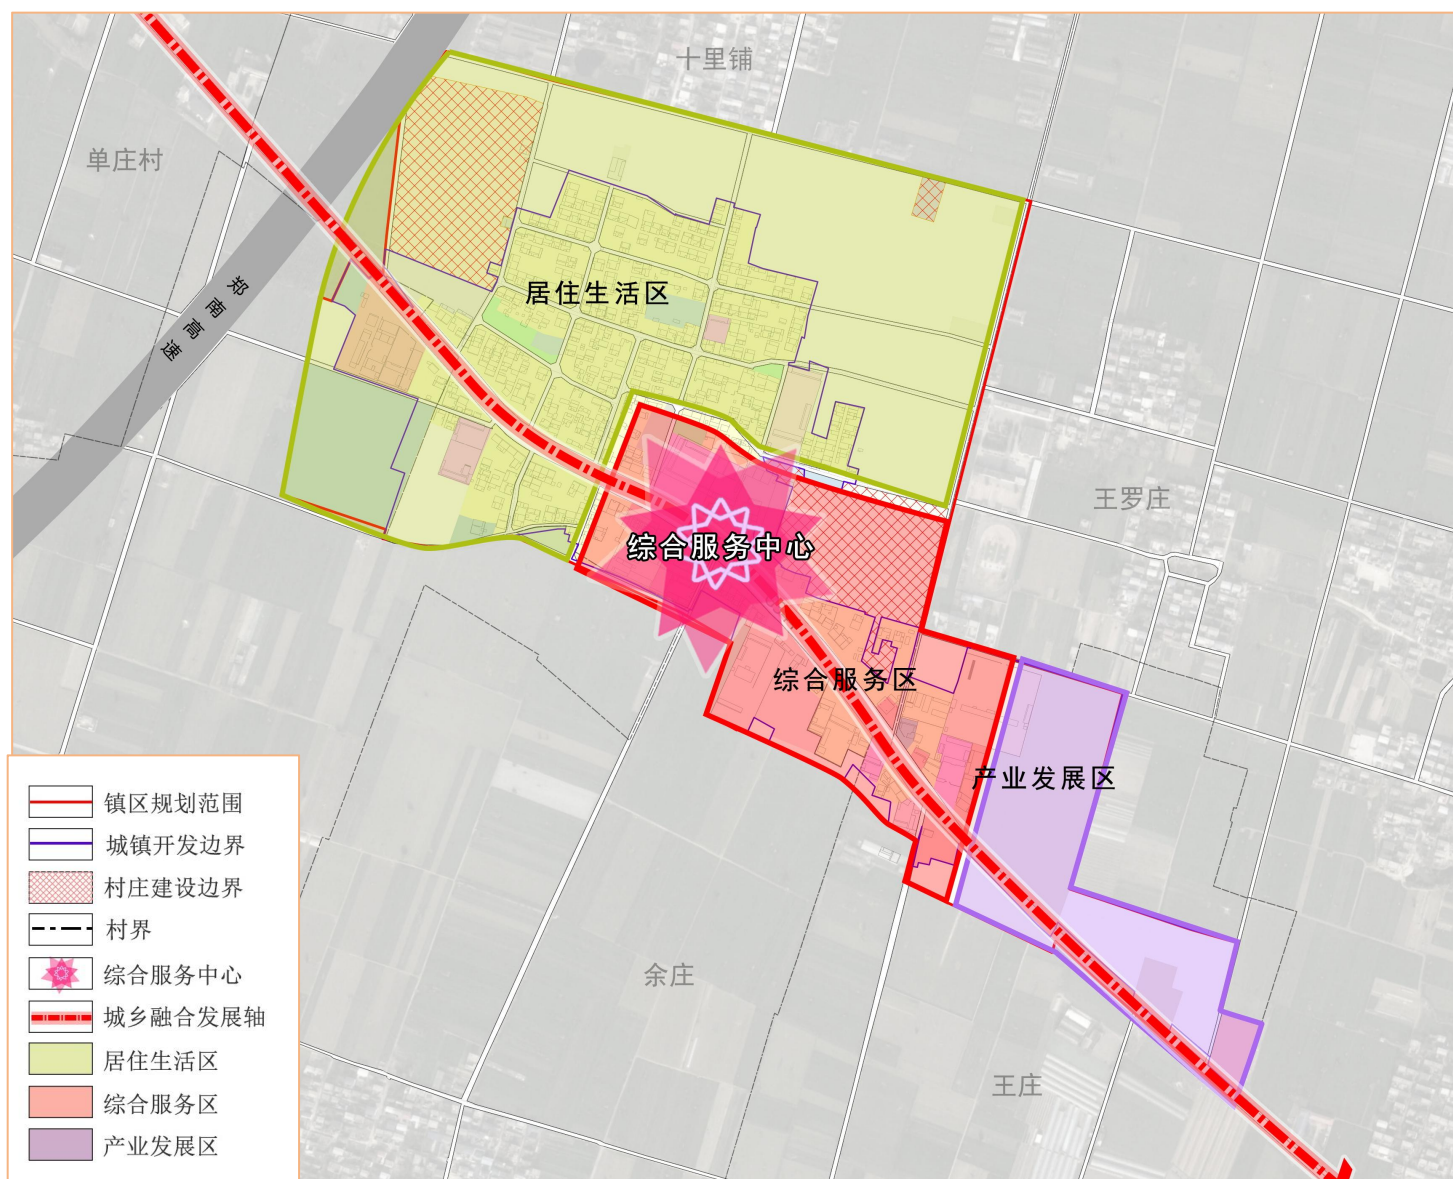 十里铺
单庄村
郑南高速
居住生活区
王罗庄
综合服务中心
综合服务区
产业发展区
余庄
王庄
镇区规划范围
城镇开发边界
村庄建设边界
村界
综合服务中心
城乡融合发展轴
居住生活区
综合服务区
产业发展区